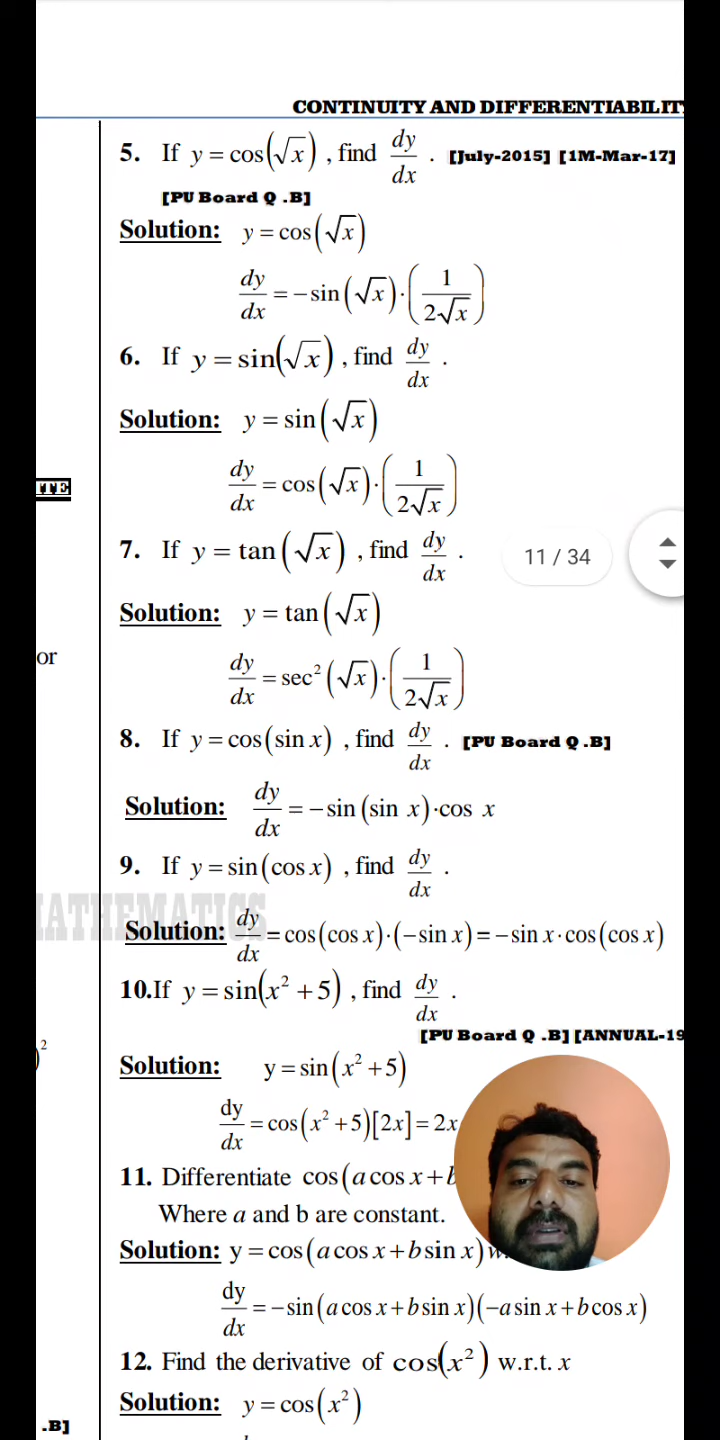 CONTINUITY AND DIFFERENTIABILIT
5. If y = cos(√x) , find dy/dx . [July-2015] [1M-Mar-17]
[PU Board Q .B]
Solution: y = cos(√x)
dy/dx = −sin(√x)·(1/(2√x))
6. If y = sin(√x) , find dy/dx .
Solution: y = sin(√x)
dy/dx = cos(√x)·(1/(2√x))
7. If y = tan(√x) , find dy/dx .
11 / 34
Solution: y = tan(√x)
or
dy/dx = sec²(√x)·(1/(2√x))
8. If y = cos(sin x) , find dy/dx . [PU Board Q .B]
Solution: dy/dx = −sin(sin x)·cos x
9. If y = sin(cos x) , find dy/dx .
Solution: dy/dx = cos(cos x)·(−sin x) = −sin x·cos(cos x)
10.If y = sin(x² + 5) , find dy/dx .
[PU Board Q .B] [ANNUAL-19
)²
Solution: y = sin(x² + 5)
dy/dx = cos(x² + 5)[2x] = 2x
11. Differentiate cos(a cos x + b
Where a and b are constant.
Solution: y = cos(a cos x + b sin x) w.
dy/dx = −sin(a cos x + b sin x)(−a sin x + b cos x)
12. Find the derivative of cos(x²) w.r.t. x
Solution: y = cos(x²)
.B]